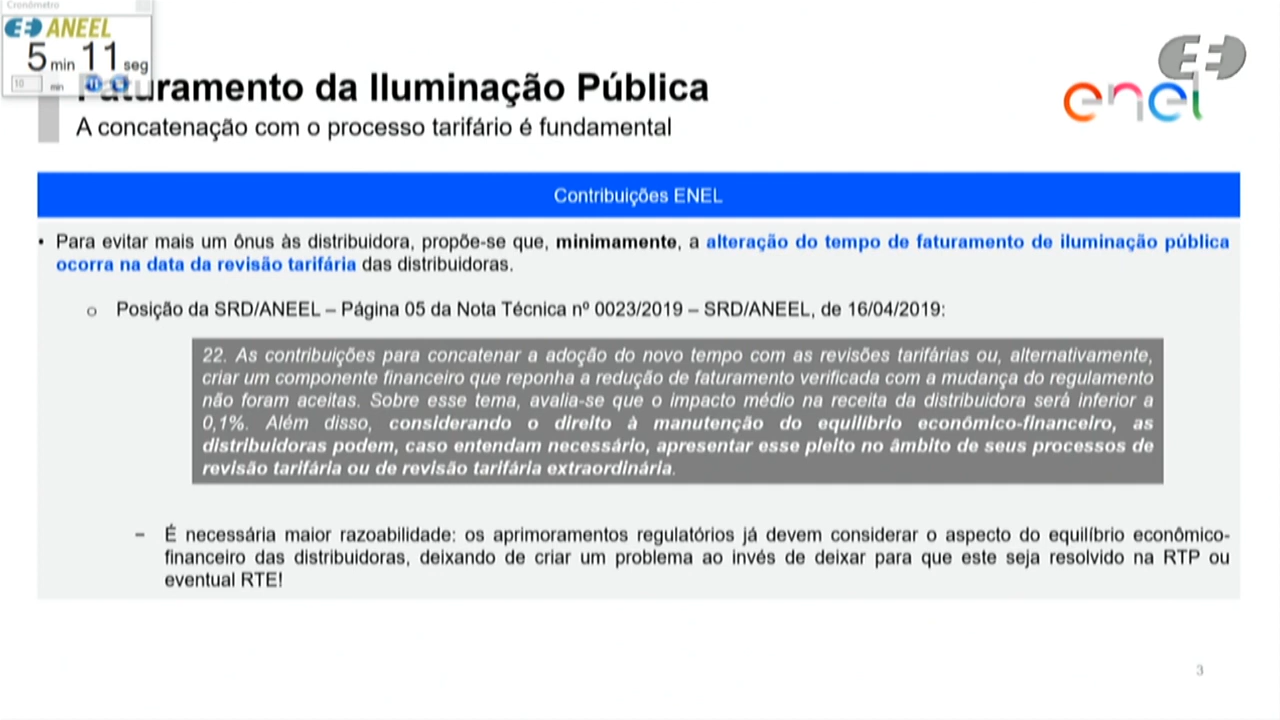 Cronômetro
ANEEL
5 min 11 seg
10 min
Faturamento da Iluminação Pública
A concatenação com o processo tarifário é fundamental
enel
Contribuições ENEL
• Para evitar mais um ônus às distribuidora, propõe-se que, minimamente, a alteração do tempo de faturamento de iluminação pública
ocorra na data da revisão tarifária das distribuidoras.
o Posição da SRD/ANEEL – Página 05 da Nota Técnica nº 0023/2019 – SRD/ANEEL, de 16/04/2019:
22. As contribuições para concatenar a adoção do novo tempo com as revisões tarifárias ou, alternativamente,
criar um componente financeiro que reponha a redução de faturamento verificada com a mudança do regulamento
não foram aceitas. Sobre esse tema, avalia-se que o impacto médio na receita da distribuidora será inferior a
0,1%. Além disso, considerando o direito à manutenção do equilíbrio econômico-financeiro, as
distribuidoras podem, caso entendam necessário, apresentar esse pleito no âmbito de seus processos de
revisão tarifária ou de revisão tarifária extraordinária.
– É necessária maior razoabilidade: os aprimoramentos regulatórios já devem considerar o aspecto do equilíbrio econômico-
financeiro das distribuidoras, deixando de criar um problema ao invés de deixar para que este seja resolvido na RTP ou
eventual RTE!
3